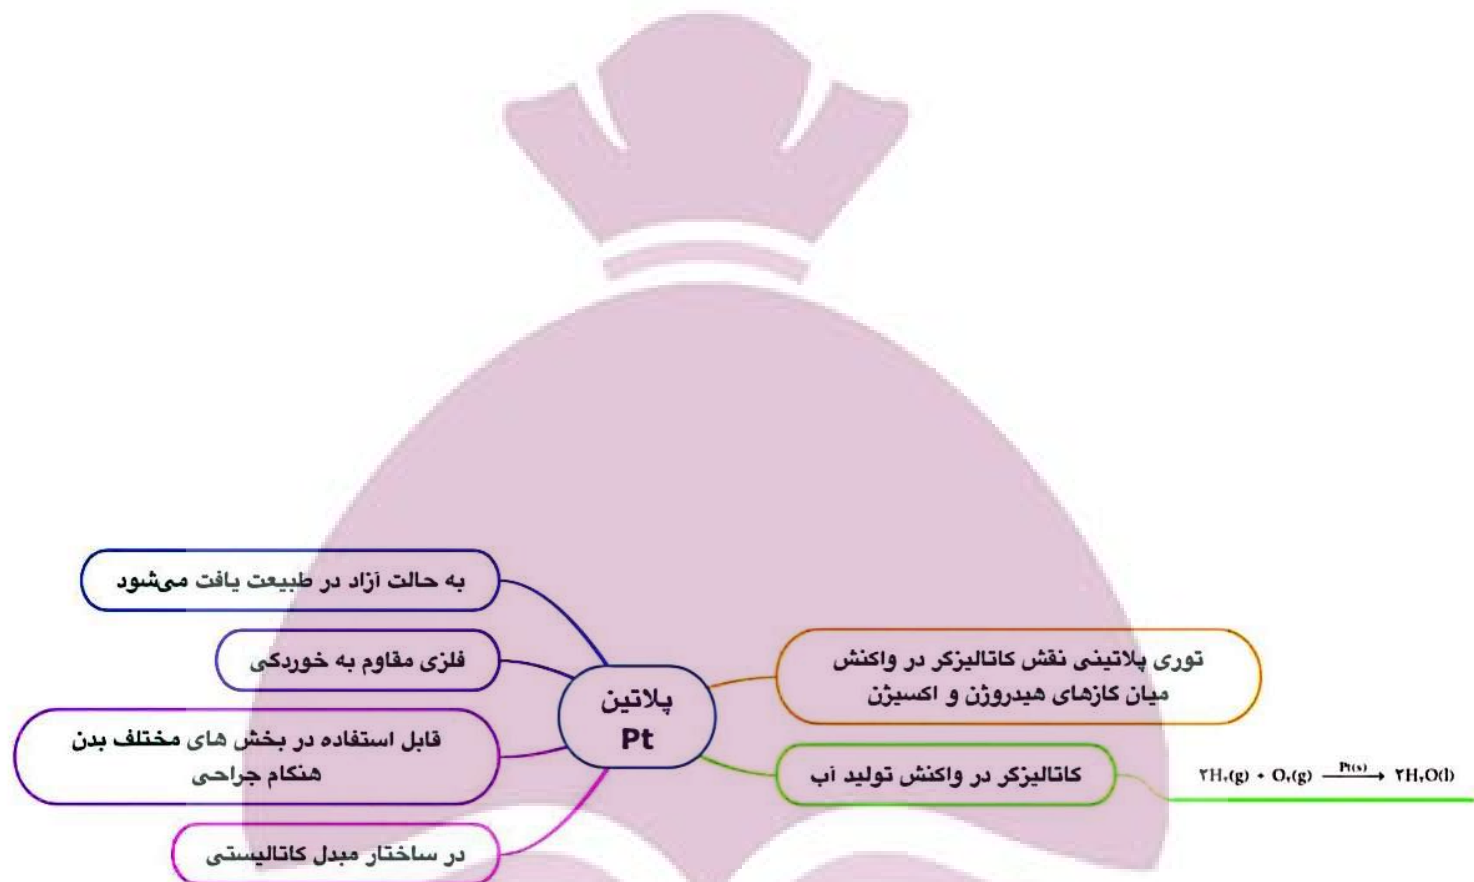 پلاتین
Pt
به حالت آزاد در طبیعت یافت می‌شود
فلزی مقاوم به خوردگی
قابل استفاده در بخش های مختلف بدن
هنگام جراحی
در ساختار مبدل کاتالیستی
توری پلاتینی نقش کاتالیزگر در واکنش
میان گازهای هیدروژن و اکسیژن
کاتالیزگر در واکنش تولید آب
۲H₂(g) + O₂(g) —Pt(s)→ ۲H₂O(l)